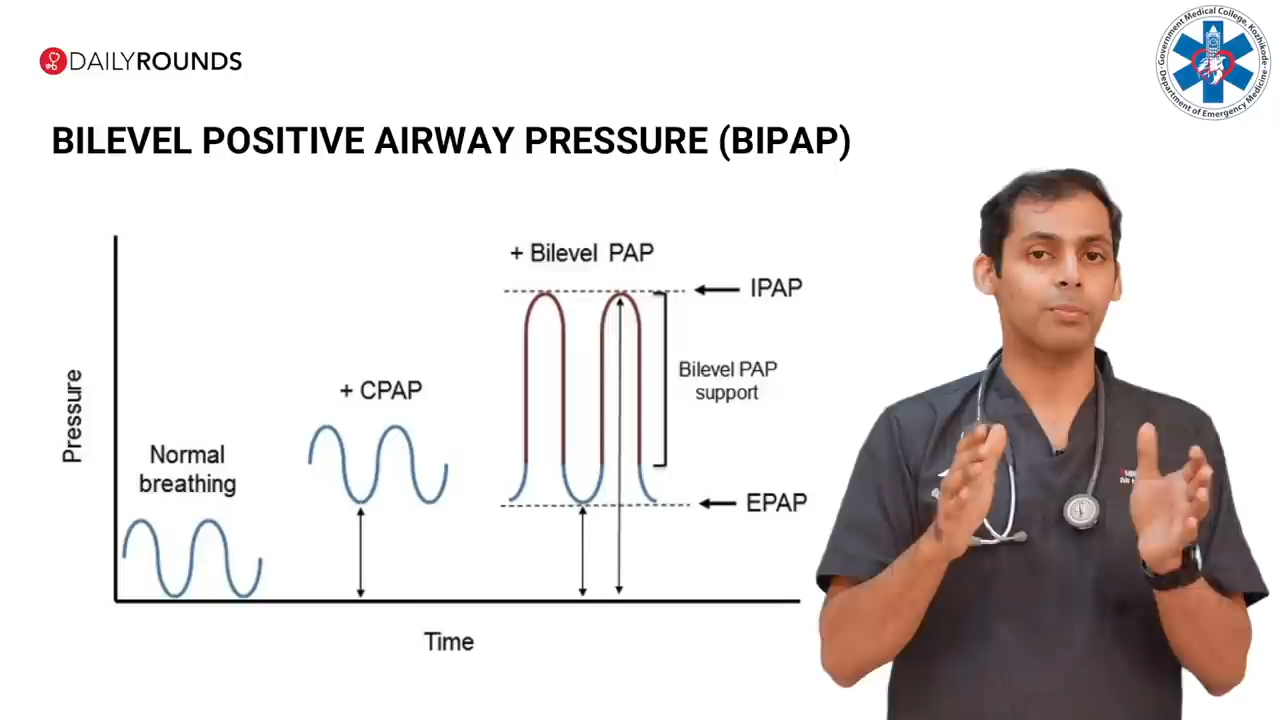 DAILYROUNDS
Government Medical College, Kozhikode
Department of Emergency Medicine
BILEVEL POSITIVE AIRWAY PRESSURE (BIPAP)
+ Bilevel PAP
IPAP
Bilevel PAP
support
+ CPAP
Normal
breathing
EPAP
Pressure
Time